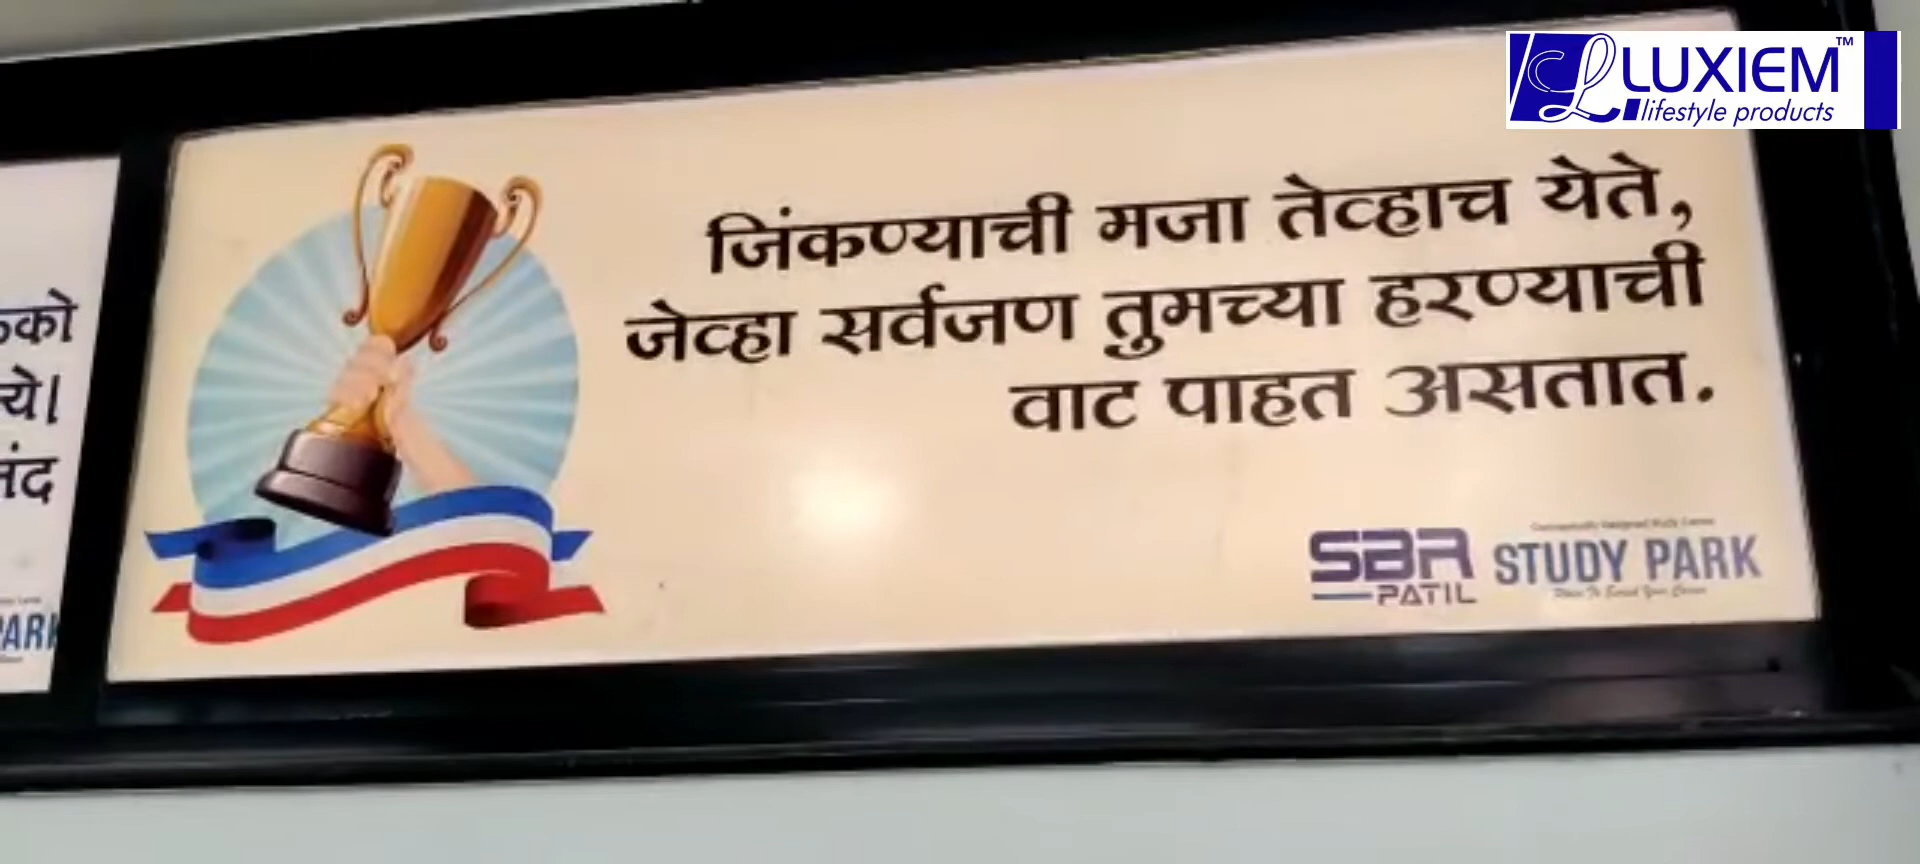 LUXIEM™
lifestyle products
जिंकण्याची मजा तेव्हाच येते,
जेव्हा सर्वजण तुमच्या हरण्याची
वाट पाहत असतात.
SBR
PATIL
STUDY PARK